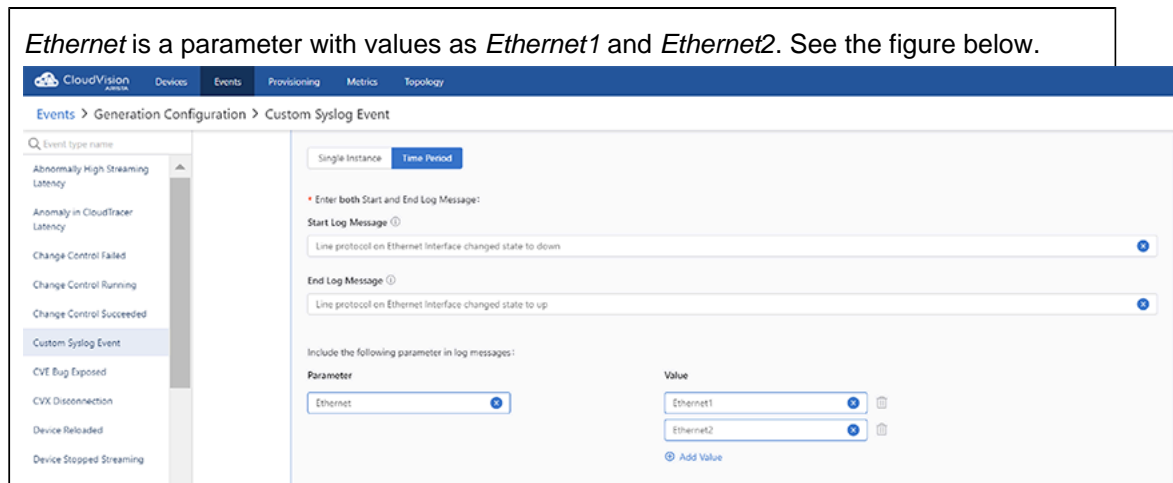 Ethernet is a parameter with values as Ethernet1 and Ethernet2. See the figure below.
CloudVision
ARISTA
Devices Events Provisioning Metrics Topology
Events > Generation Configuration > Custom Syslog Event
Event type name
Abnormally High Streaming
Latency
Anomaly in CloudTracer
Latency
Change Control Failed
Change Control Running
Change Control Succeeded
Custom Syslog Event
CVE Bug Exposed
CVX Disconnection
Device Reloaded
Device Stopped Streaming
Single Instance Time Period
* Enter both Start and End Log Message:
Start Log Message
Line protocol on Ethernet Interface changed state to down
End Log Message
Line protocol on Ethernet Interface changed state to up
Include the following parameter in log messages:
Parameter Value
Ethernet Ethernet1
Ethernet2
Add Value